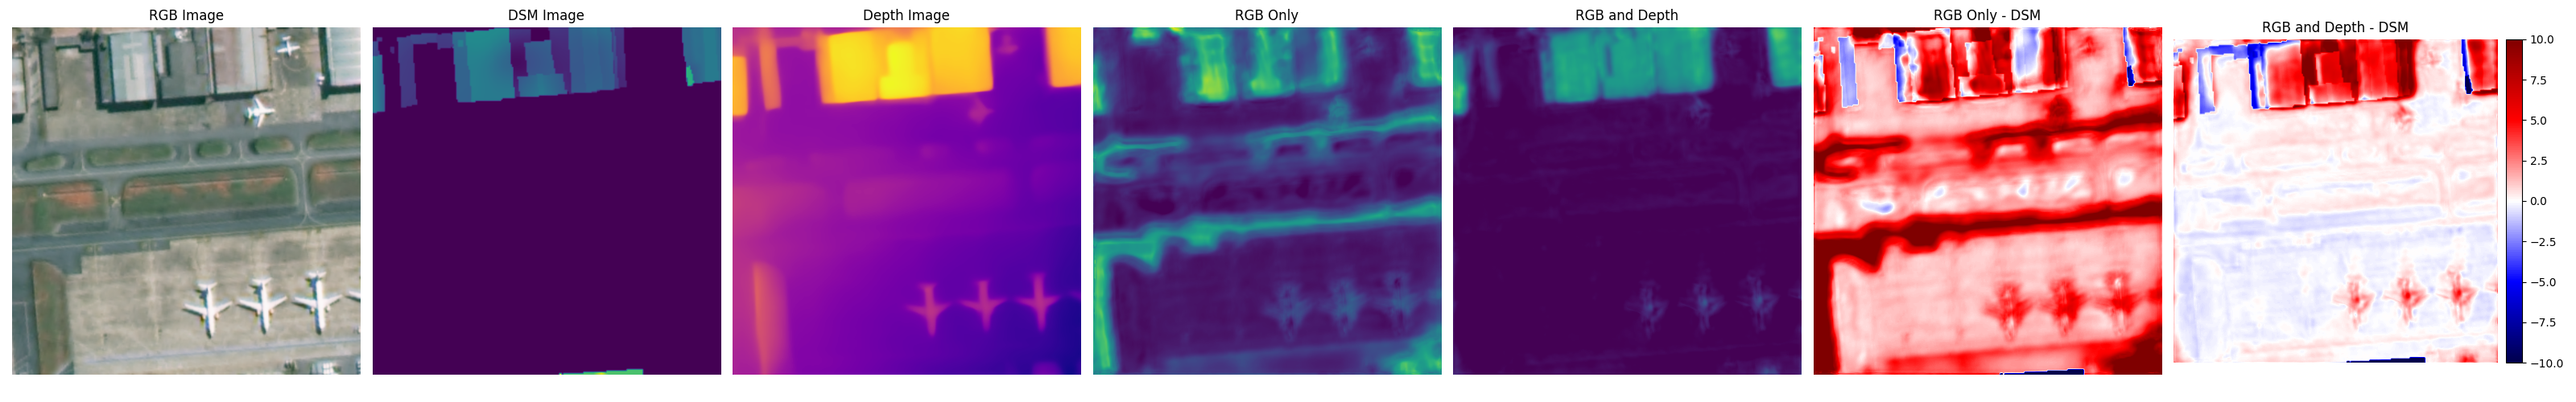 RGB Image
DSM Image
Depth Image
RGB Only
RGB and Depth
RGB Only - DSM
RGB and Depth - DSM
10.0
7.5
5.0
2.5
0.0
−2.5
−5.0
−7.5
−10.0